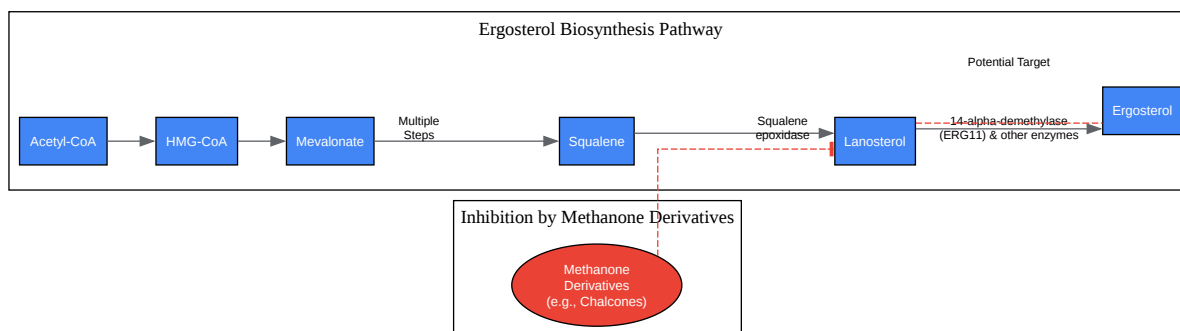 Ergosterol Biosynthesis Pathway
Potential Target
Acetyl-CoA
HMG-CoA
Mevalonate
Multiple
Steps
Squalene
Squalene
epoxidase
Lanosterol
14-alpha-demethylase
(ERG11) & other enzymes
Ergosterol
Inhibition by Methanone Derivatives
Methanone
Derivatives
(e.g., Chalcones)